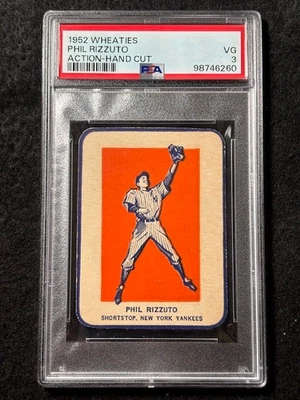 1952 WHEATIES
PHIL RIZZUTO VG
ACTION-HAND CUT 3
PSA 98746260
PHIL RIZZUTO
SHORTSTOP, NEW YORK YANKEES